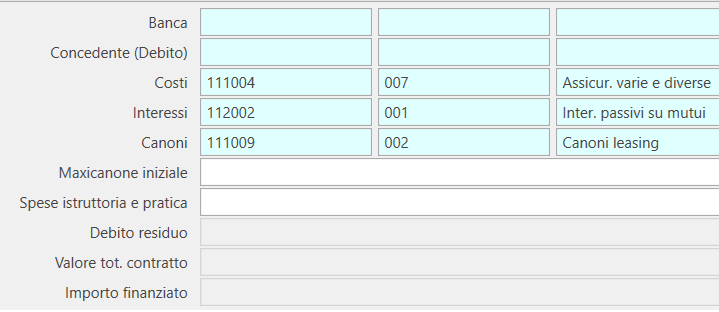 Banca
Concedente (Debito)
Costi 111004 007 Assicur. varie e diverse
Interessi 112002 001 Inter. passivi su mutui
Canoni 111009 002 Canoni leasing
Maxicanone iniziale
Spese istruttoria e pratica
Debito residuo
Valore tot. contratto
Importo finanziato